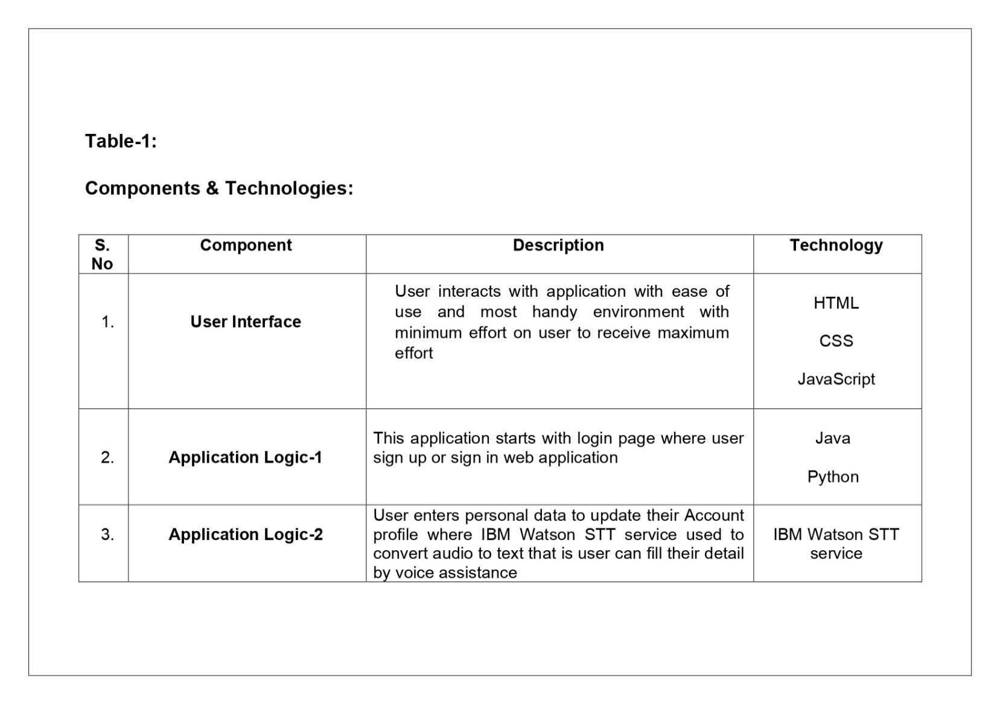 Table-1:
Components & Technologies:
S.
No
Component
Description
Technology
1.
User Interface
User interacts with application with ease of
use and most handy environment with
minimum effort on user to receive maximum
effort
HTML
CSS
JavaScript
2.
Application Logic-1
This application starts with login page where user
sign up or sign in web application
Java
Python
3.
Application Logic-2
User enters personal data to update their Account
profile where IBM Watson STT service used to
convert audio to text that is user can fill their detail
by voice assistance
IBM Watson STT
service